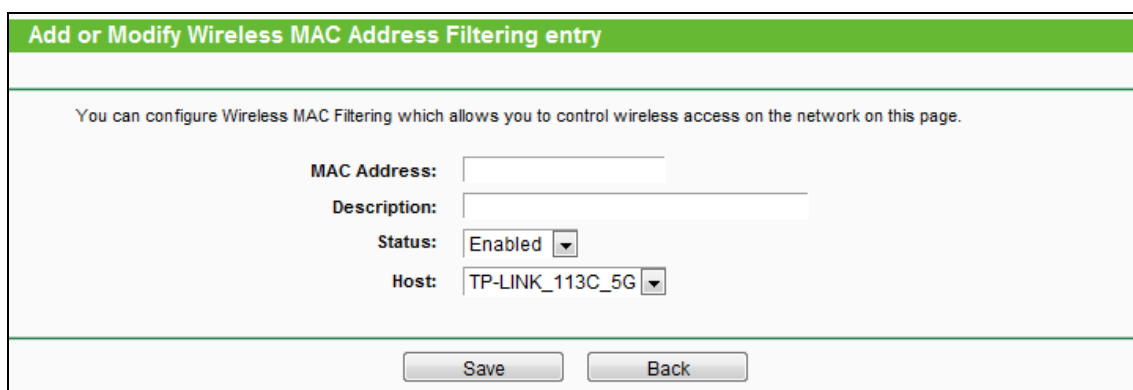 Add or Modify Wireless MAC Address Filtering entry
You can configure Wireless MAC Filtering which allows you to control wireless access on the network on this page.
MAC Address:
Description:
Status: Enabled
Host: TP-LINK_113C_5G
Save Back